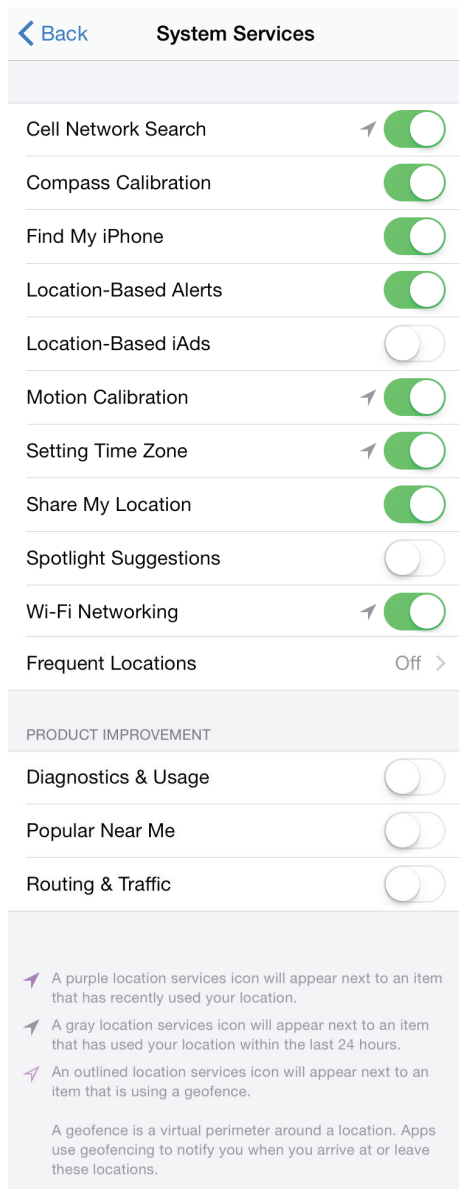 Back
System Services
Cell Network Search
Compass Calibration
Find My iPhone
Location-Based Alerts
Location-Based iAds
Motion Calibration
Setting Time Zone
Share My Location
Spotlight Suggestions
Wi-Fi Networking
Frequent Locations Off
PRODUCT IMPROVEMENT
Diagnostics & Usage
Popular Near Me
Routing & Traffic
A purple location services icon will appear next to an item
that has recently used your location.
A gray location services icon will appear next to an item
that has used your location within the last 24 hours.
An outlined location services icon will appear next to an
item that is using a geofence.
A geofence is a virtual perimeter around a location. Apps
use geofencing to notify you when you arrive at or leave
these locations.